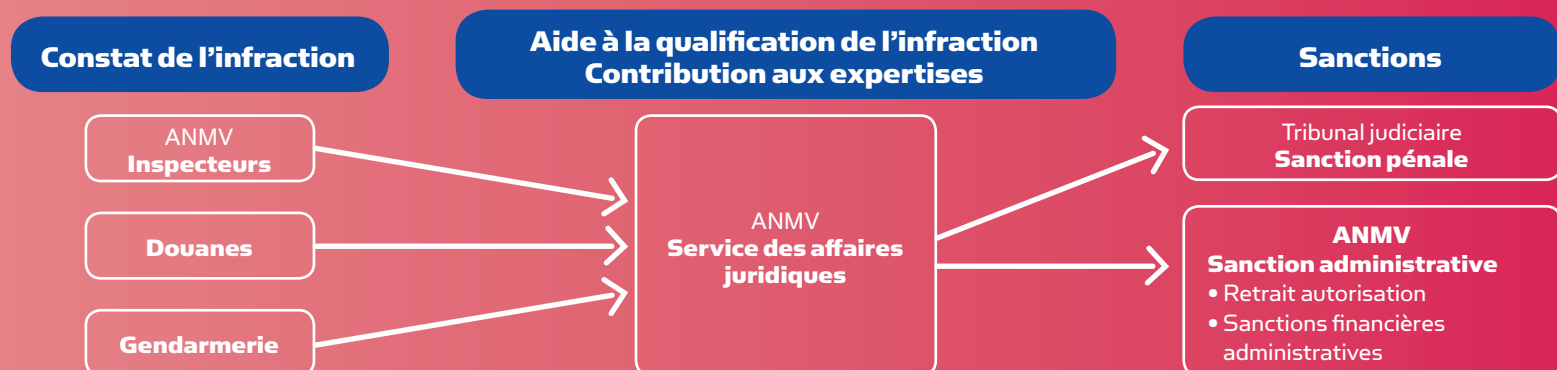 Constat de l'infraction
Aide à la qualification de l'infraction
Contribution aux expertises
Sanctions
ANMV
Inspecteurs
Douanes
Gendarmerie
ANMV
Service des affaires
juridiques
Tribunal judiciaire
Sanction pénale
ANMV
Sanction administrative
• Retrait autorisation
• Sanctions financières
administratives